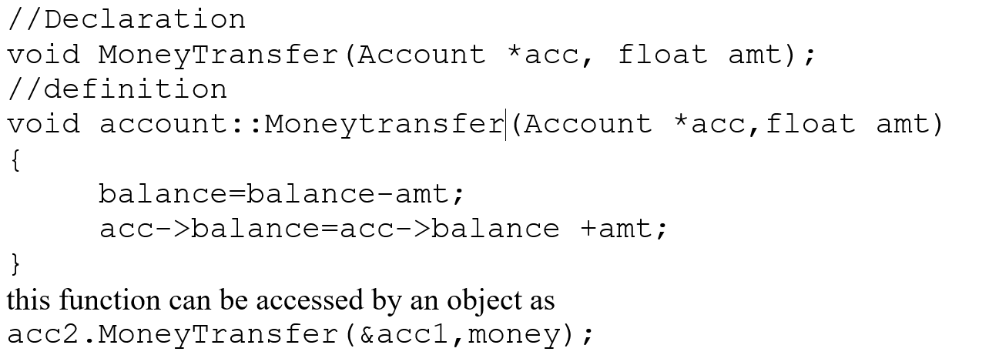 //Declaration
void MoneyTransfer(Account *acc, float amt);
//definition
void account::Moneytransfer(Account *acc,float amt)
{
balance=balance-amt;
acc->balance=acc->balance +amt;
}
this function can be accessed by an object as
acc2.MoneyTransfer(&acc1,money);